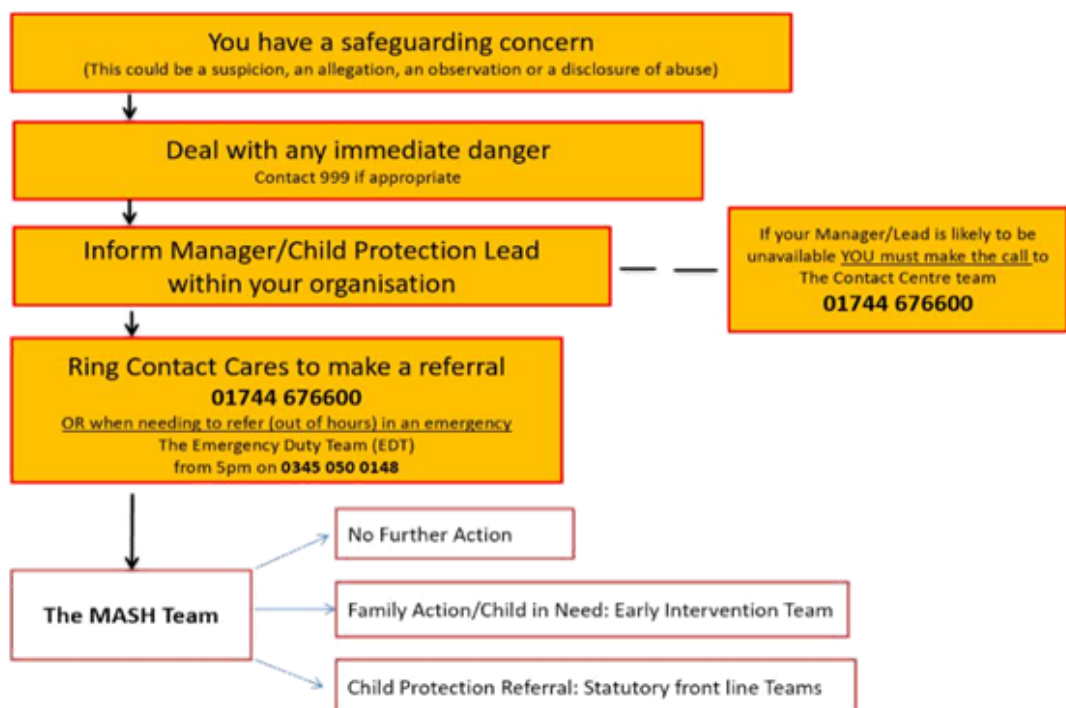 You have a safeguarding concern
(This could be a suspicion, an allegation, an observation or a disclosure of abuse)
Deal with any immediate danger
Contact 999 if appropriate
Inform Manager/Child Protection Lead
within your organisation
If your Manager/Lead is likely to be
unavailable YOU must make the call to
The Contact Centre team
01744 676600
Ring Contact Cares to make a referral
01744 676600
OR when needing to refer (out of hours) in an emergency
The Emergency Duty Team (EDT)
from 5pm on 0345 050 0148
The MASH Team
No Further Action
Family Action/Child in Need: Early Intervention Team
Child Protection Referral: Statutory front line Teams